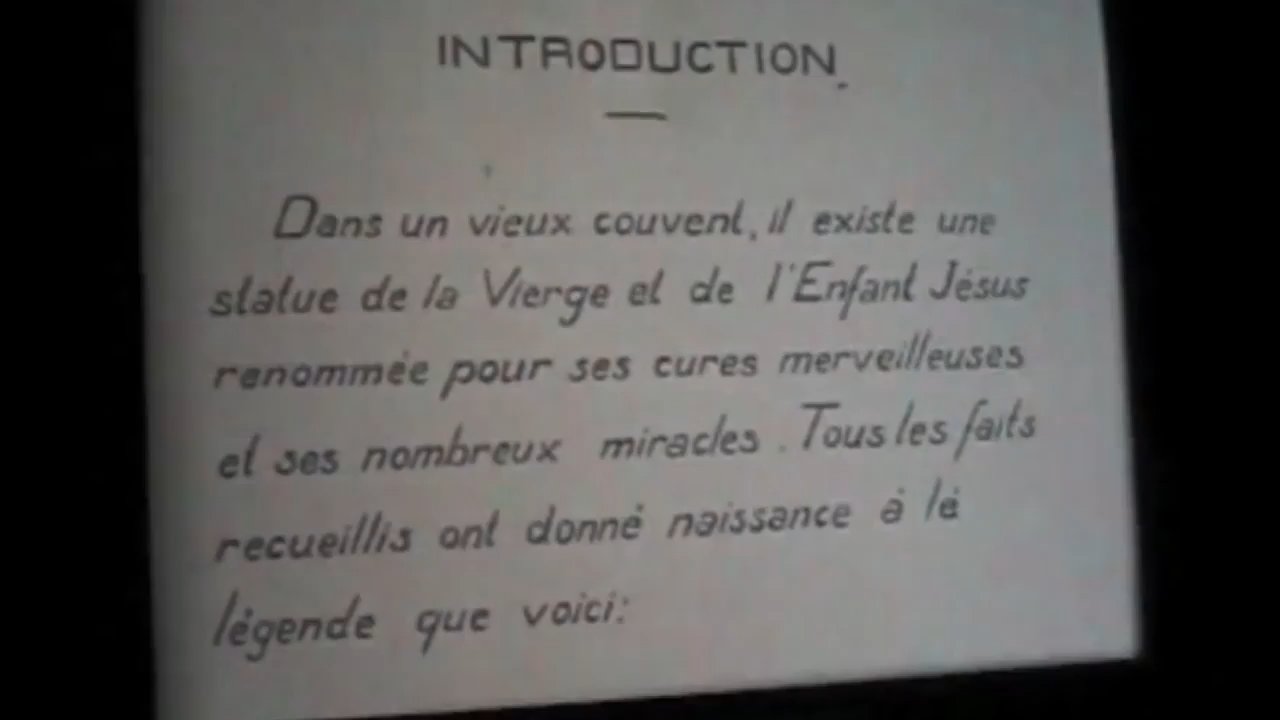 INTRODUCTION.
Dans un vieux couvent, il existe une
statue de la Vierge et de l'Enfant Jésus
renommée pour ses cures merveilleuses
et ses nombreux miracles. Tous les faits
recueillis ont donné naissance à la
légende que voici: